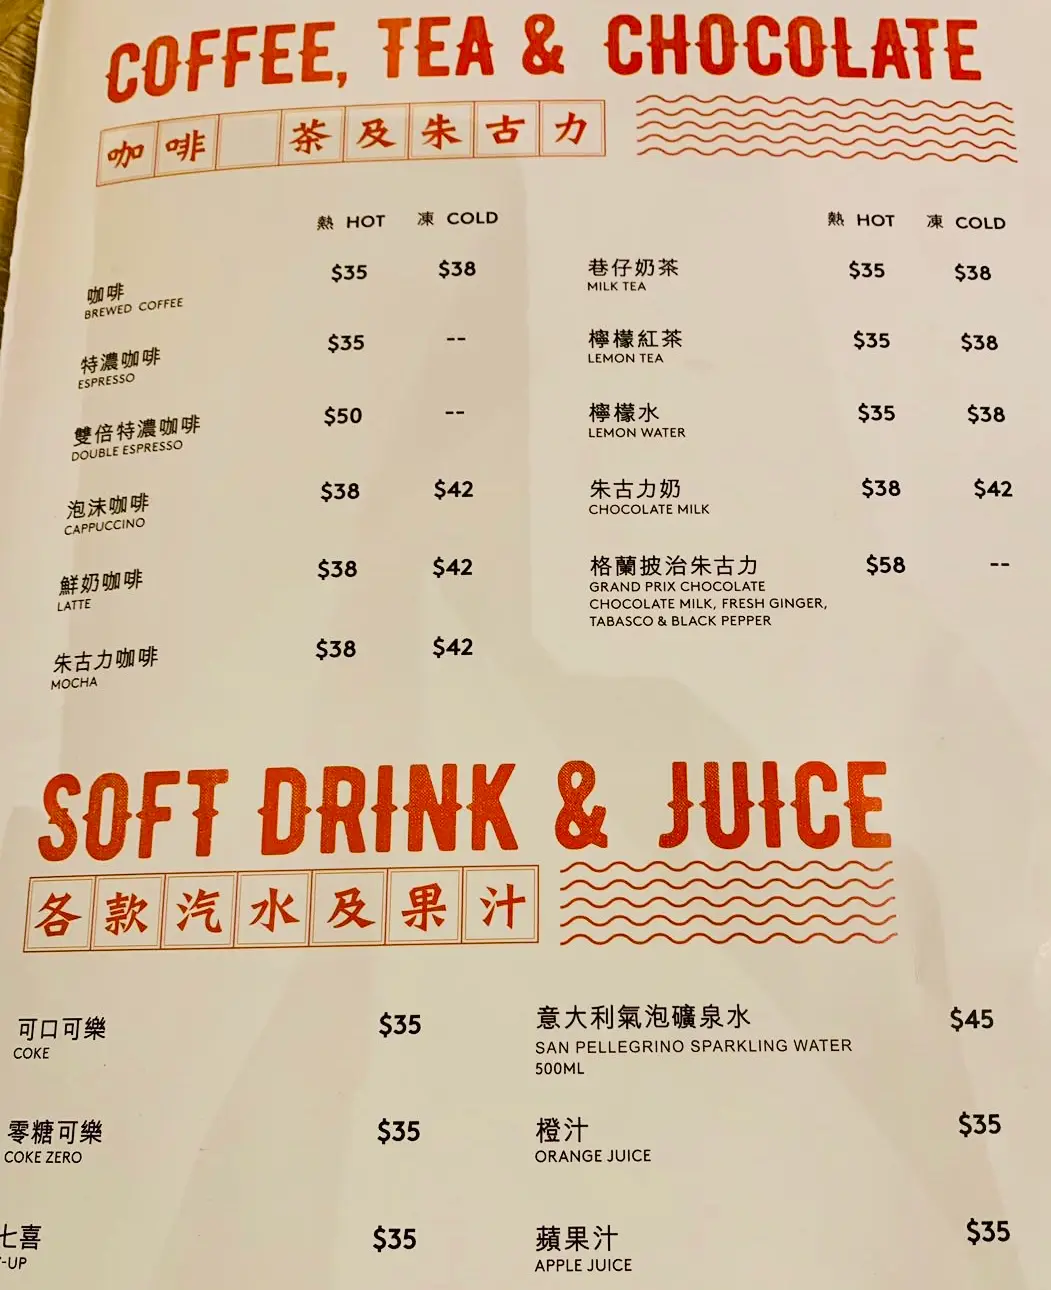 COFFEE, TEA & CHOCOLATE
咖啡 茶及朱古力
熱 HOT 凍 COLD
咖啡 $35 $38
BREWED COFFEE
特濃咖啡 $35 --
ESPRESSO
雙倍特濃咖啡 $50 --
DOUBLE ESPRESSO
泡沫咖啡 $38 $42
CAPPUCCINO
鮮奶咖啡 $38 $42
LATTE
朱古力咖啡 $38 $42
MOCHA
熱 HOT 凍 COLD
巷仔奶茶 $35 $38
MILK TEA
檸檬紅茶 $35 $38
LEMON TEA
檸檬水 $35 $38
LEMON WATER
朱古力奶 $38 $42
CHOCOLATE MILK
格蘭披治朱古力 $58 --
GRAND PRIX CHOCOLATE
CHOCOLATE MILK, FRESH GINGER,
TABASCO & BLACK PEPPER
SOFT DRINK & JUICE
各款汽水及果汁
可口可樂 $35
COKE
零糖可樂 $35
COKE ZERO
七喜 $35
-UP
意大利氣泡礦泉水 $45
SAN PELLEGRINO SPARKLING WATER
500ML
橙汁 $35
ORANGE JUICE
蘋果汁 $35
APPLE JUICE